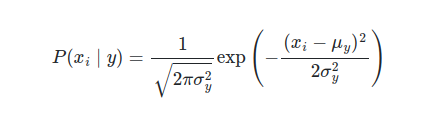 P(x_i | y) = \frac{1}{\sqrt{2\pi\sigma_y^2}} \exp\left(-\frac{(x_i - \mu_y)^2}{2\sigma_y^2}\right)